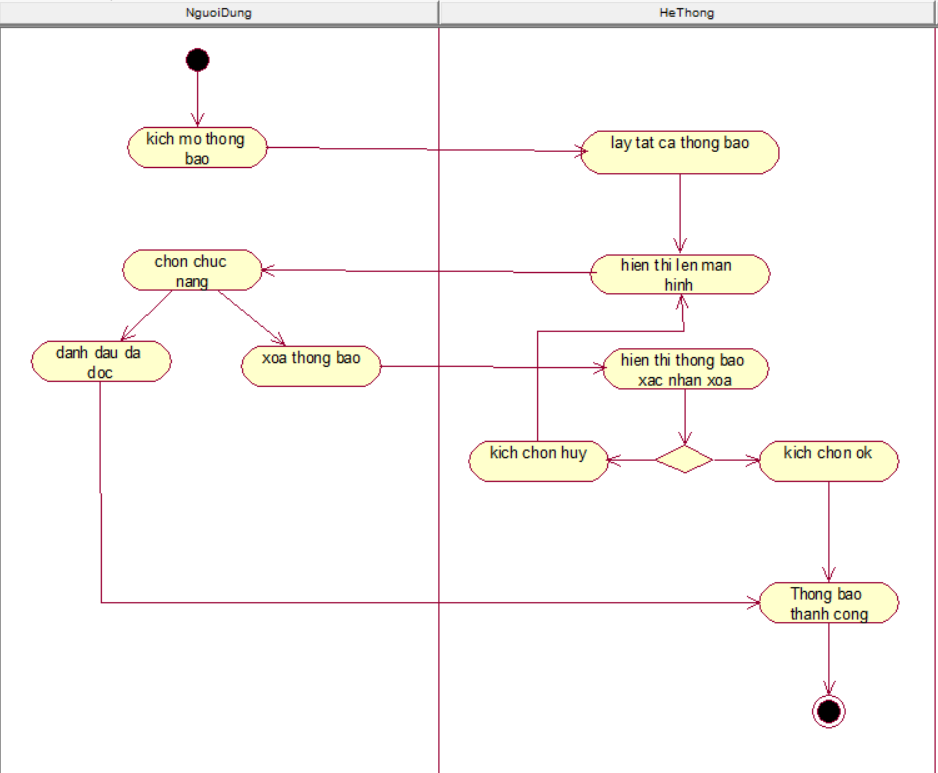 NguoiDung
HeThong
kich mo thong
bao
lay tat ca thong bao
chon chuc
nang
hien thi len man
hinh
danh dau da
doc
xoa thong bao
hien thi thong bao
xac nhan xoa
kich chon huy
kich chon ok
Thong bao
thanh cong